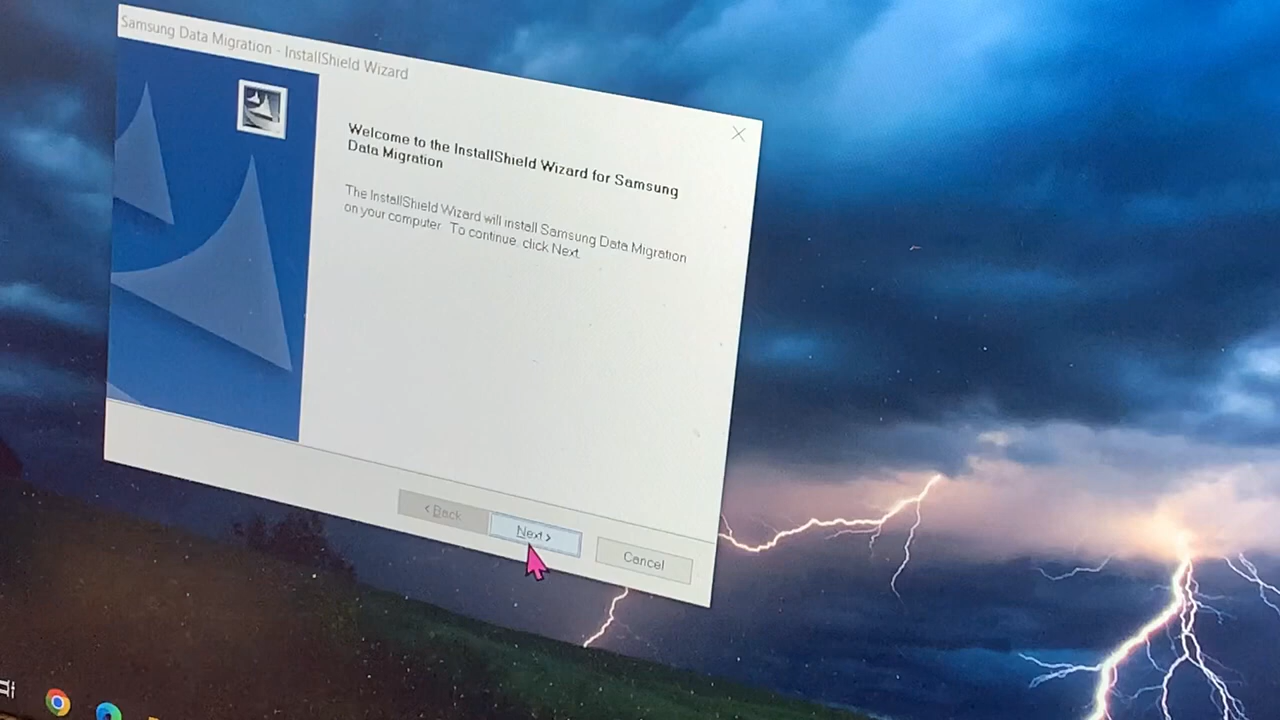 Samsung Data Migration - InstallShield Wizard
Welcome to the InstallShield Wizard for Samsung
Data Migration
The InstallShield Wizard will install Samsung Data Migration
on your computer. To continue, click Next.
< Back
Next >
Cancel